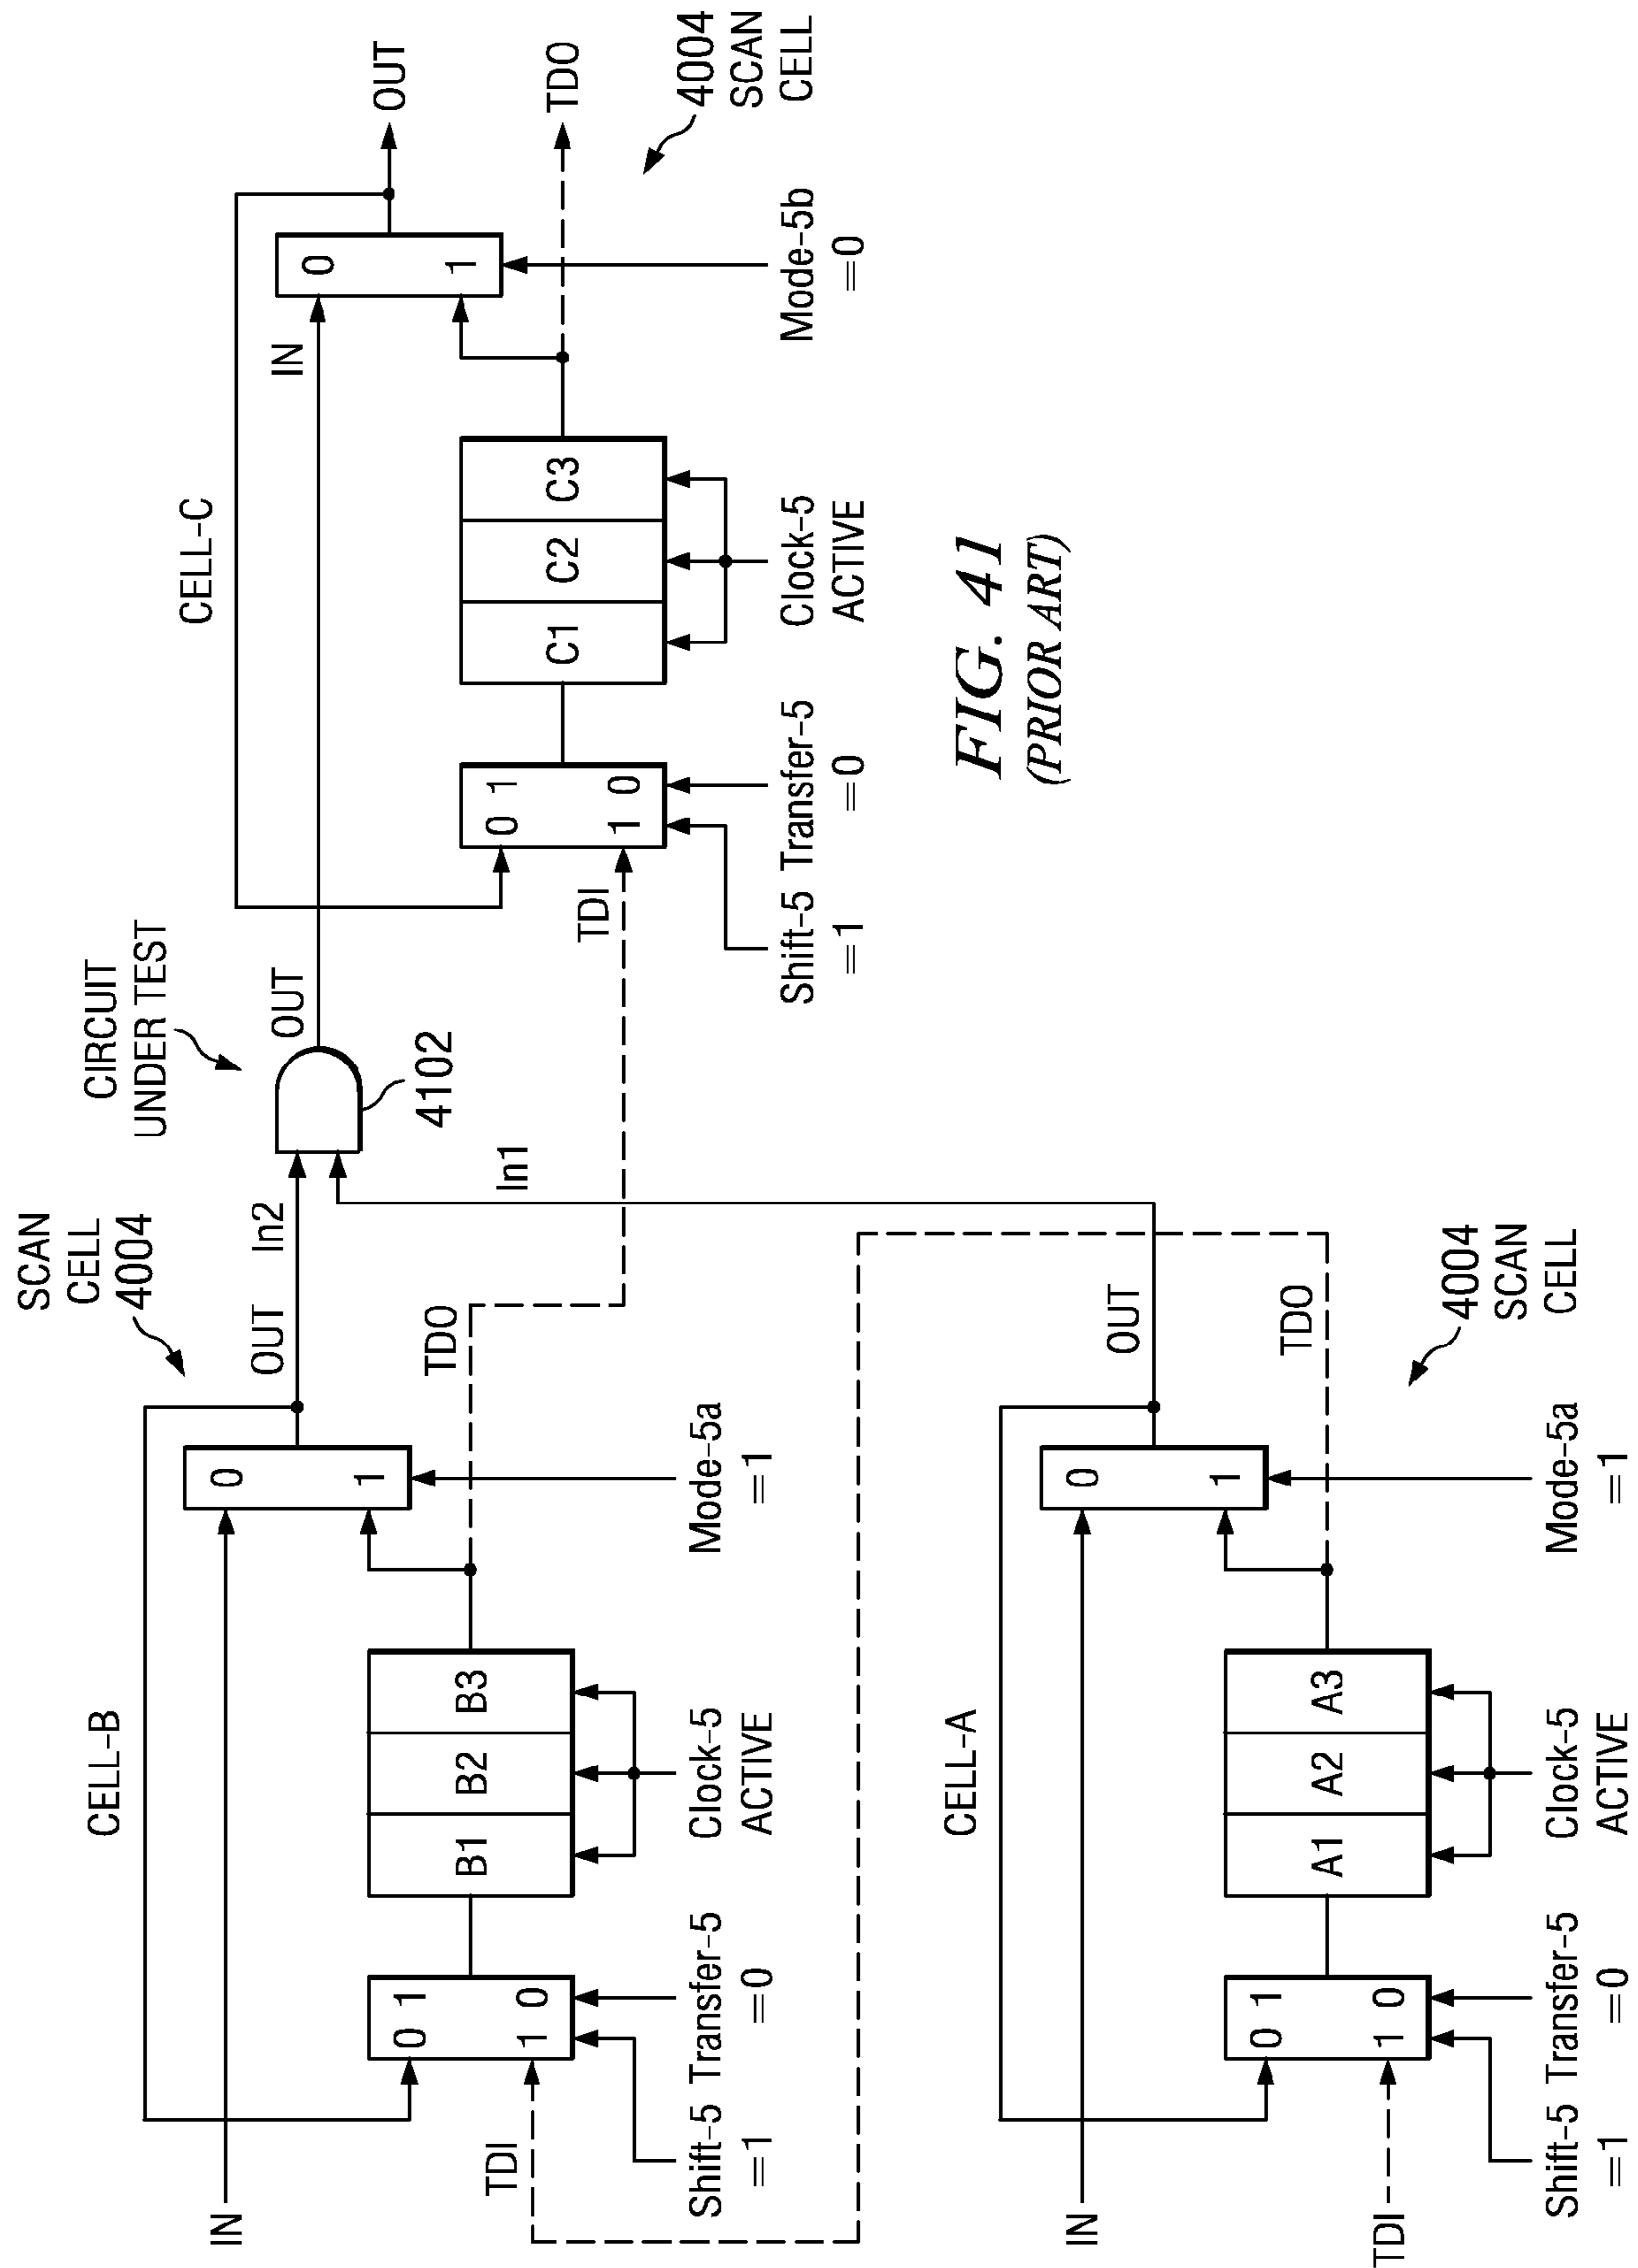 SCAN
CELL
4004
CELL-B
IN
OUT
In2
0
1
0 1
1 0
B1
B2
B3
TDI
TDO
Shift-5
=1
Transfer-5
=0
Clock-5
ACTIVE
Mode-5a
=1
CIRCUIT
UNDER TEST
4102
In1
OUT
CELL-C
IN
0
1
OUT
0 1
1 0
C1
C2
C3
TDI
TDO
4004
SCAN
CELL
Shift-5
=1
Transfer-5
=0
Clock-5
ACTIVE
Mode-5b
=0
CELL-A
IN
OUT
0
1
0 1
1 0
A1
A2
A3
TDI
TDO
4004
SCAN
CELL
Shift-5
=1
Transfer-5
=0
Clock-5
ACTIVE
Mode-5a
=1
FIG. 41
(PRIOR ART)